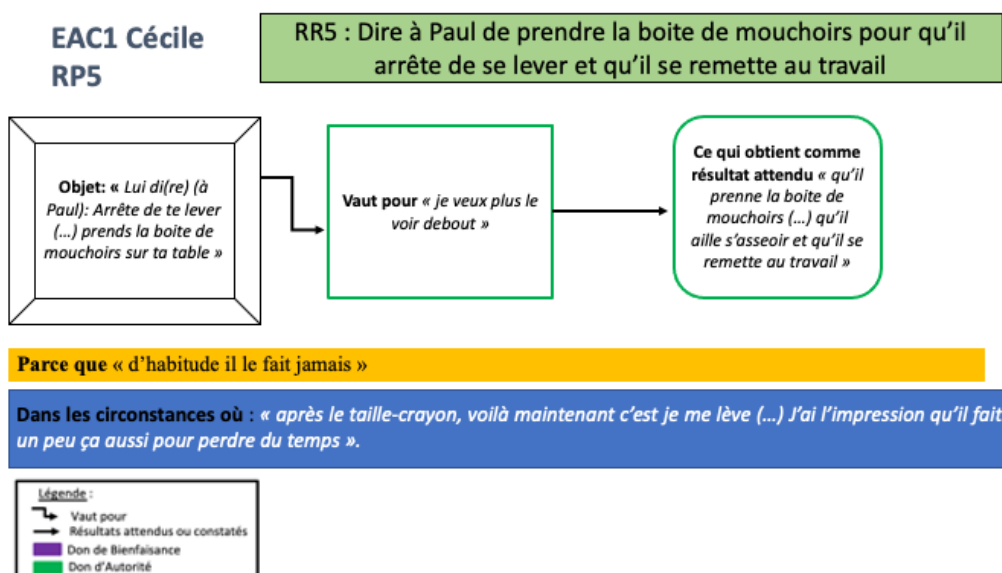 EAC1 Cécile
RP5
RR5 : Dire à Paul de prendre la boite de mouchoirs pour qu’il
arrête de se lever et qu’il se remette au travail
Objet: « Lui di(re) (à
Paul): Arrête de te lever
(...) prends la boite de
mouchoirs sur ta table »
Vaut pour « je veux plus le
voir debout »
Ce qui obtient comme
résultat attendu « qu’il
prenne la boite de
mouchoirs (...) qu’il
aille s’asseoir et qu’il se
remette au travail »
Parce que « d’habitude il le fait jamais »
Dans les circonstances où : « après le taille-crayon, voilà maintenant c’est je me lève (...) J’ai l’impression qu’il fait
un peu ça aussi pour perdre du temps ».
Légende :
Vaut pour
Résultats attendus ou constatés
Don de Bienfaisance
Don d’Autorité